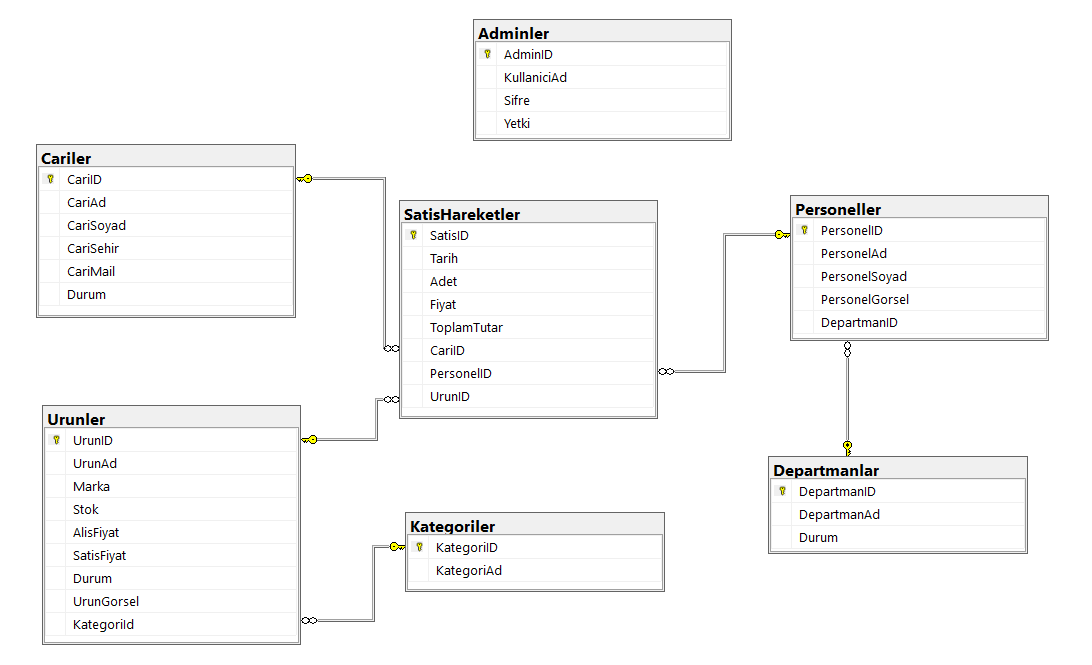 Adminler
AdminID
KullaniciAd
Sifre
Yetki
Cariler
CariID
CariAd
CariSoyad
CariSehir
CariMail
Durum
SatisHareketler
SatisID
Tarih
Adet
Fiyat
ToplamTutar
CariID
PersonelID
UrunID
Personeller
PersonelID
PersonelAd
PersonelSoyad
PersonelGorsel
DepartmanID
Urunler
UrunID
UrunAd
Marka
Stok
AlisFiyat
SatisFiyat
Durum
UrunGorsel
KategoriId
Kategoriler
KategoriID
KategoriAd
Departmanlar
DepartmanID
DepartmanAd
Durum